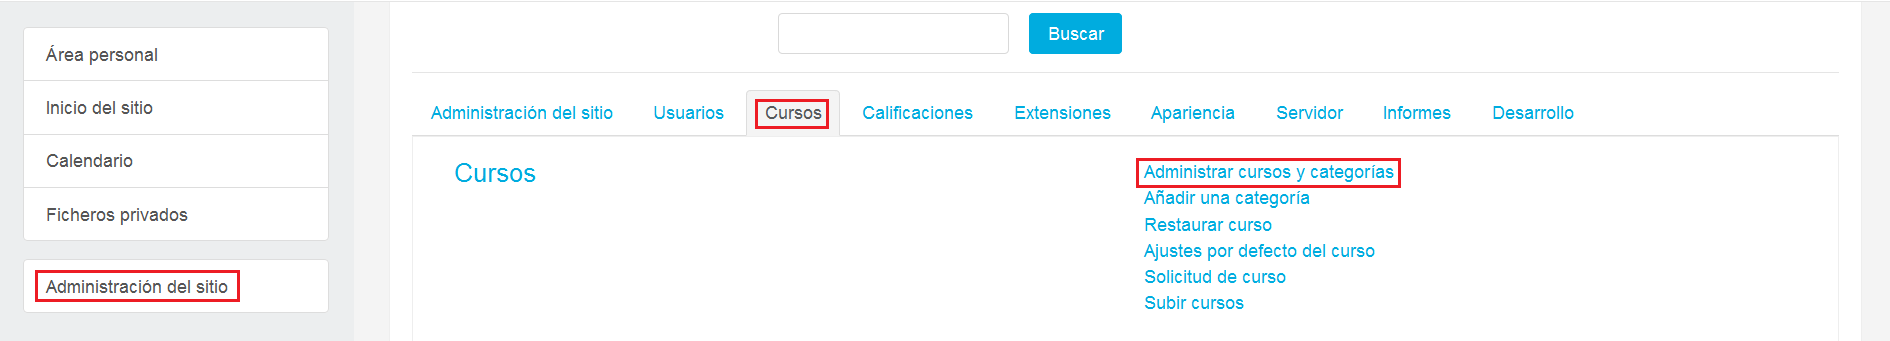 Área personal
Inicio del sitio
Calendario
Ficheros privados
Administración del sitio
Buscar
Administración del sitio Usuarios Cursos Calificaciones Extensiones Apariencia Servidor Informes Desarrollo
Cursos
Administrar cursos y categorías
Añadir una categoría
Restaurar curso
Ajustes por defecto del curso
Solicitud de curso
Subir cursos